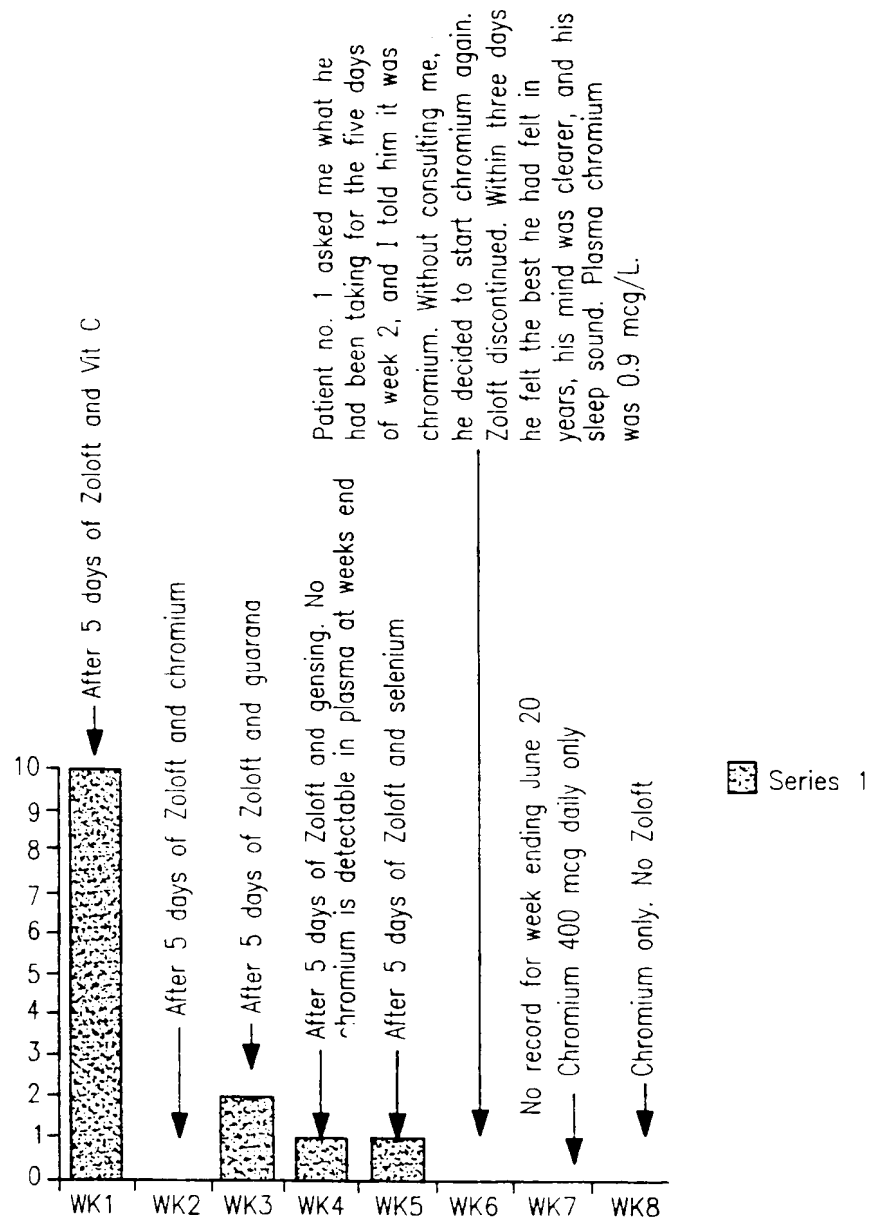 Patient no. 1 asked me what he
had been taking for the five days
of week 2, and I told him it was
chromium. Without consulting me,
he decided to start chromium again.
Zoloft discontinued. Within three days
he felt the best he had felt in
years, his mind was clearer, and his
sleep sound. Plasma chromium
was 0.9 mcg/L.
After 5 days of Zoloft and Vit C
After 5 days of Zoloft and chromium
After 5 days of Zoloft and guarana
After 5 days of Zoloft and gensing. No
chromium is detectable in plasma at weeks end
After 5 days of Zoloft and selenium
No record for week ending June 20
Chromium 400 mcg daily only
Chromium only. No Zoloft
10
9
8
7
6
5
4
3
2
1
0
WK1 WK2 WK3 WK4 WK5 WK6 WK7 WK8
Series 1